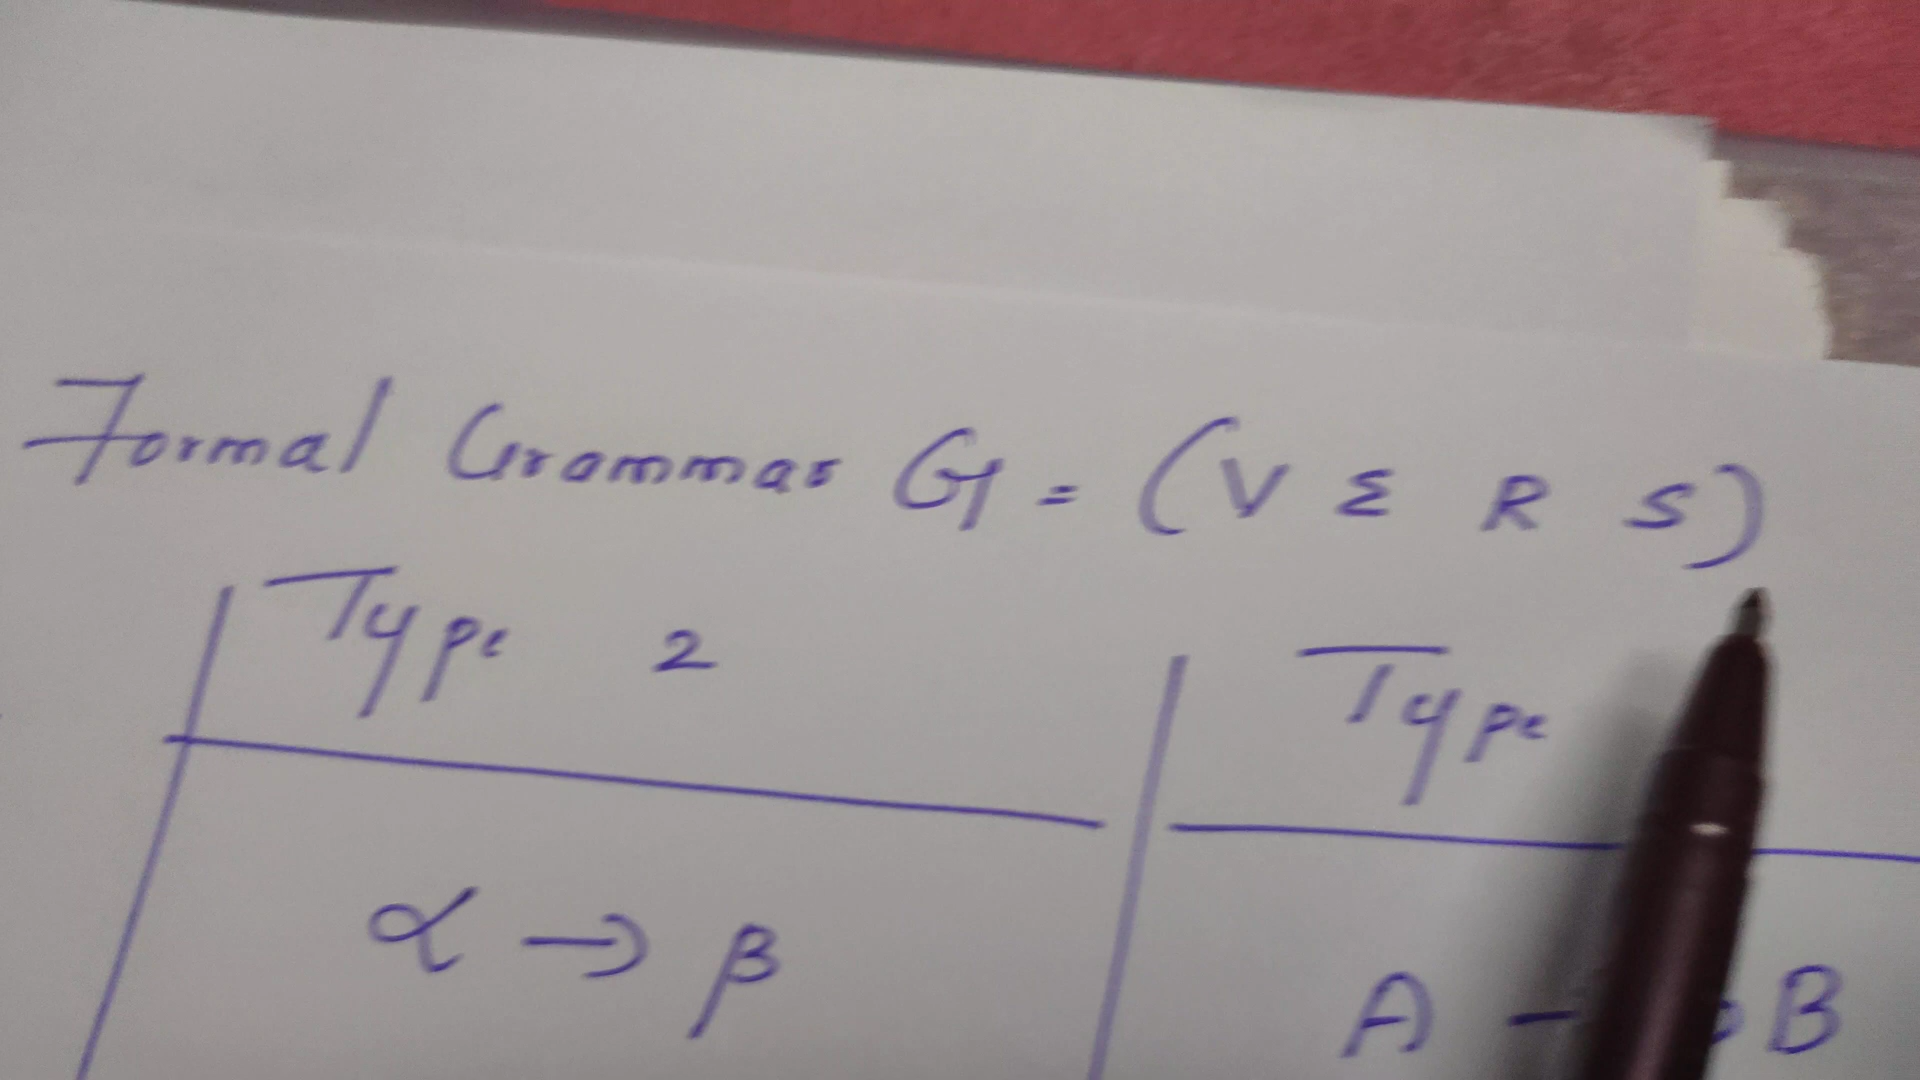 Formal Grammar G = (V Σ R S)
Type 2 Type
α → β A → B